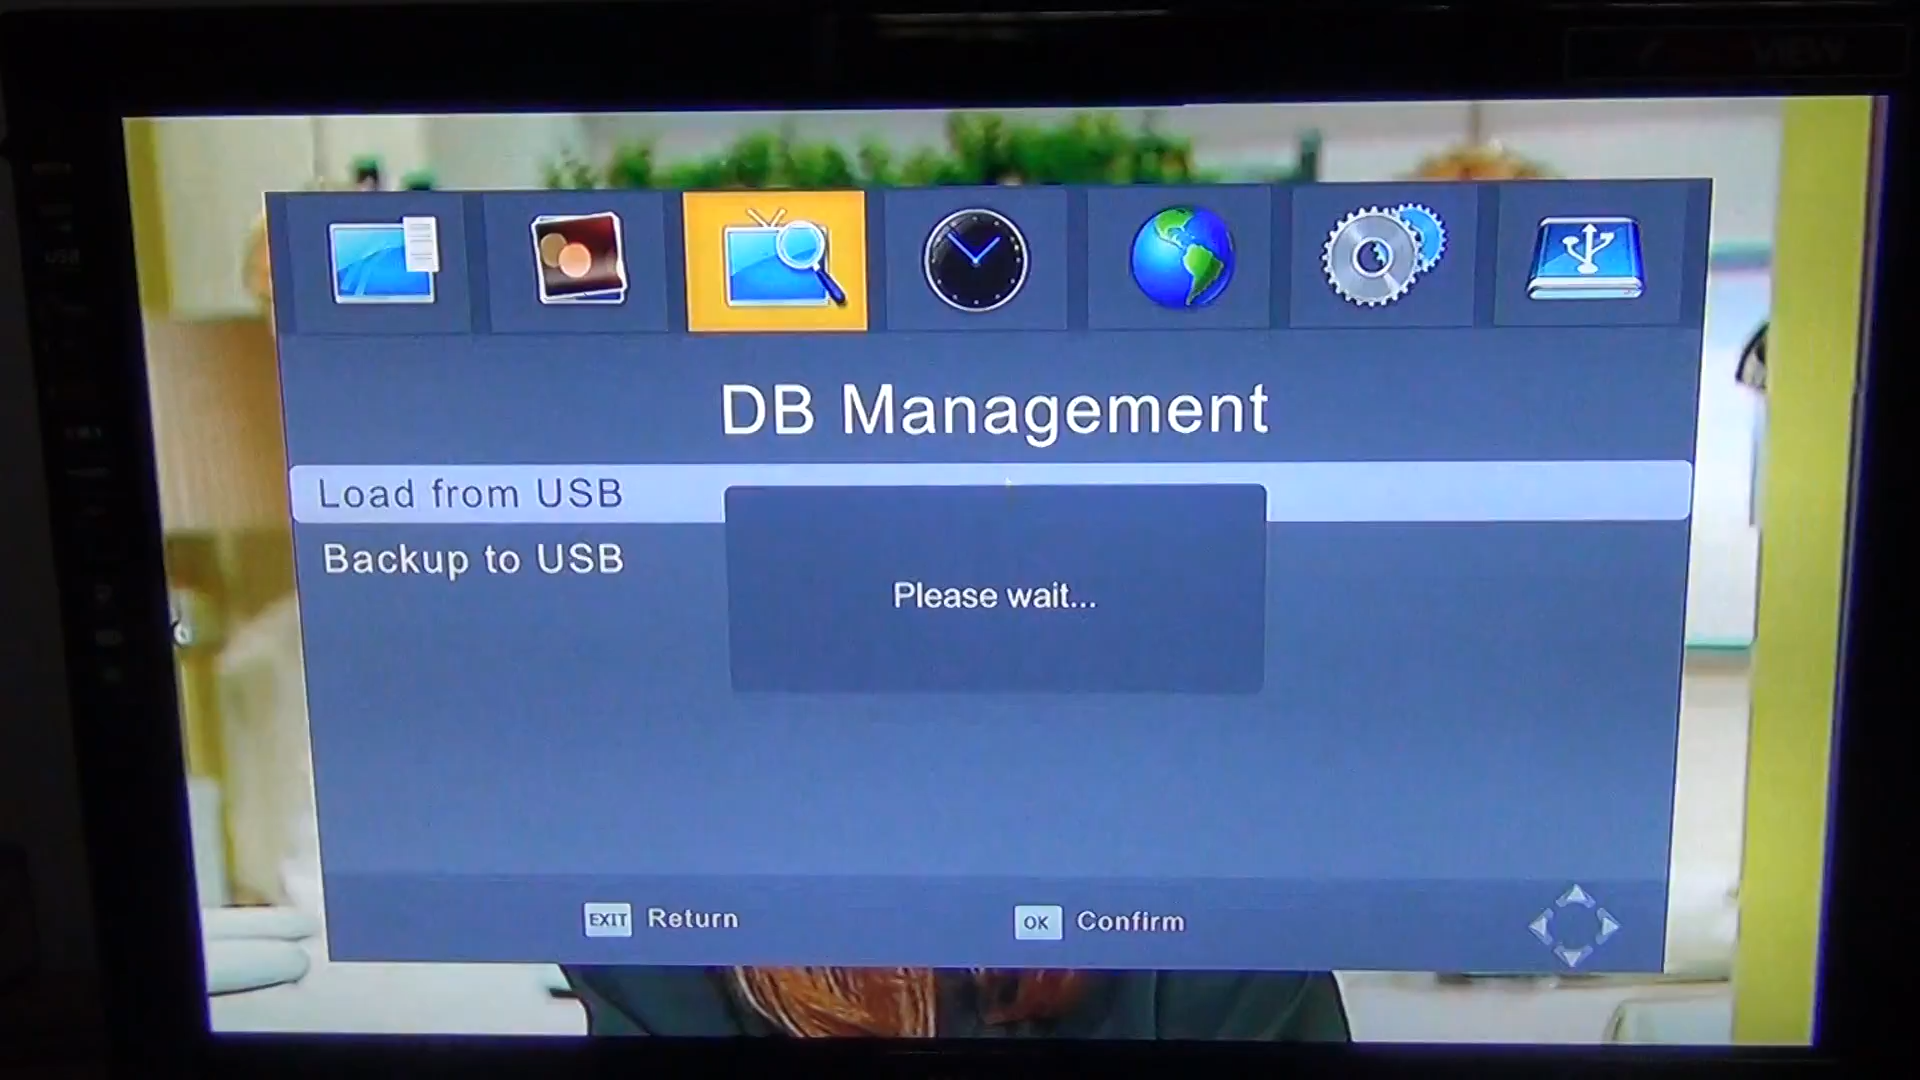 DB Management
Load from USB
Backup to USB
Please wait...
EXIT Return
OK Confirm